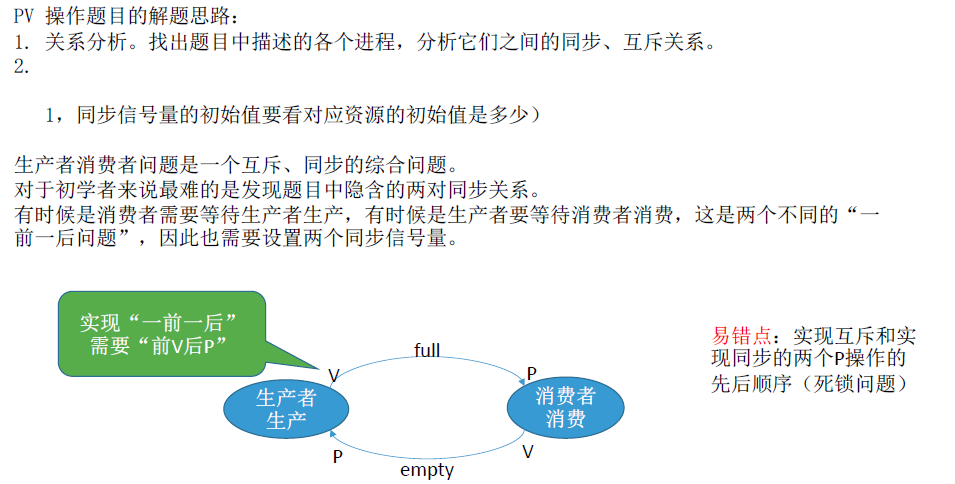 PV 操作题目的解题思路：
1. 关系分析。找出题目中描述的各个进程，分析它们之间的同步、互斥关系。
2.
1，同步信号量的初始值要看对应资源的初始值是多少）
生产者消费者问题是一个互斥、同步的综合问题。
对于初学者来说最难的是发现题目中隐含的两对同步关系。
有时候是消费者需要等待生产者生产，有时候是生产者要等待消费者消费，这是两个不同的“一
前一后问题”，因此也需要设置两个同步信号量。
实现“一前一后”
需要“前V后P”
full
V
P
生产者
生产
消费者
消费
P
V
empty
易错点：实现互斥和实
现同步的两个P操作的
先后顺序（死锁问题）